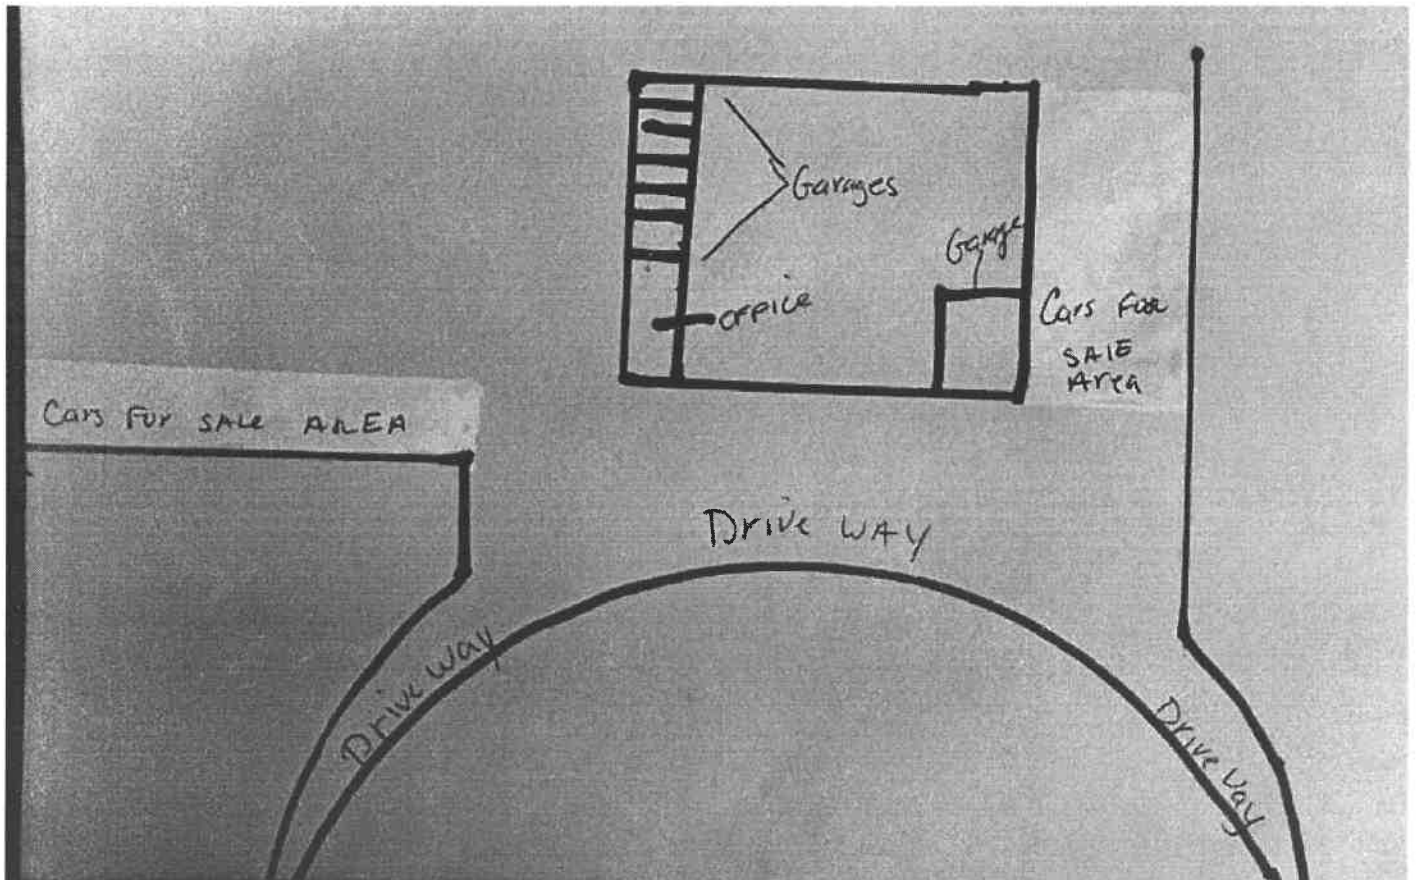 Garages
Garage
OFFice
Cars For
SAlE
Area
Cars For SALE AREA
Drive WAY
Drive way
Drive Way